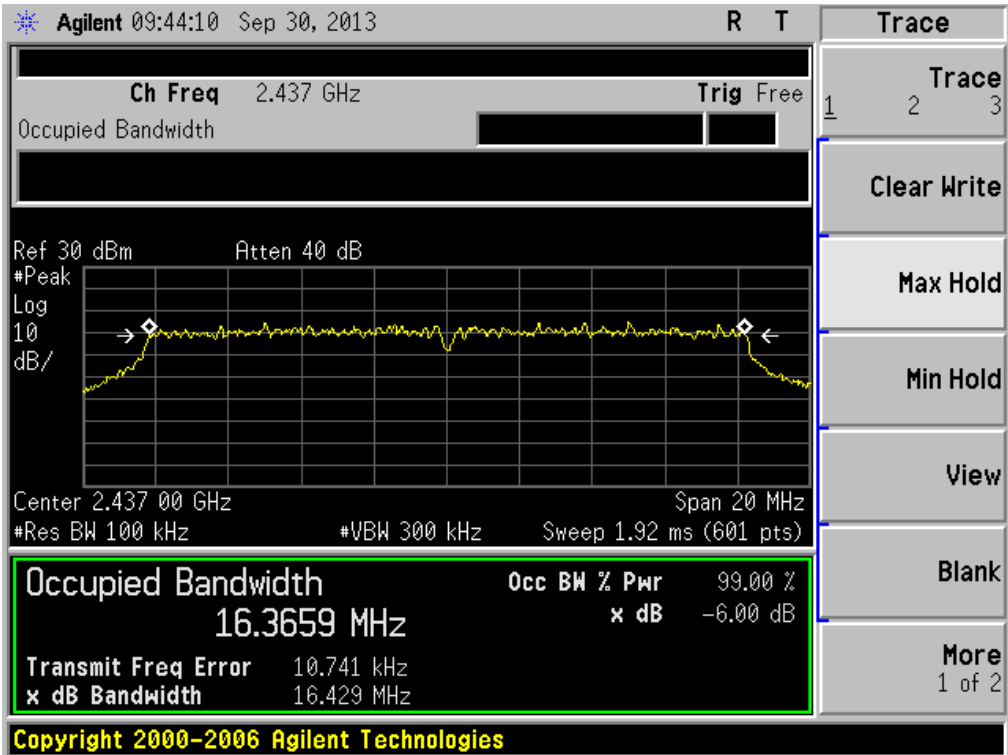 Agilent 09:44:10 Sep 30, 2013 R T
Trace
Ch Freq 2.437 GHz Trig Free
Occupied Bandwidth
Trace
1 2 3
Clear Write
Max Hold
Min Hold
View
Blank
More
1 of 2
Ref 30 dBm Atten 40 dB
#Peak
Log
10
dB/
Center 2.437 00 GHz Span 20 MHz
#Res BW 100 kHz #VBW 300 kHz Sweep 1.92 ms (601 pts)
Occupied Bandwidth Occ BW % Pwr 99.00 %
16.3659 MHz x dB -6.00 dB
Transmit Freq Error 10.741 kHz
x dB Bandwidth 16.429 MHz
Copyright 2000-2006 Agilent Technologies